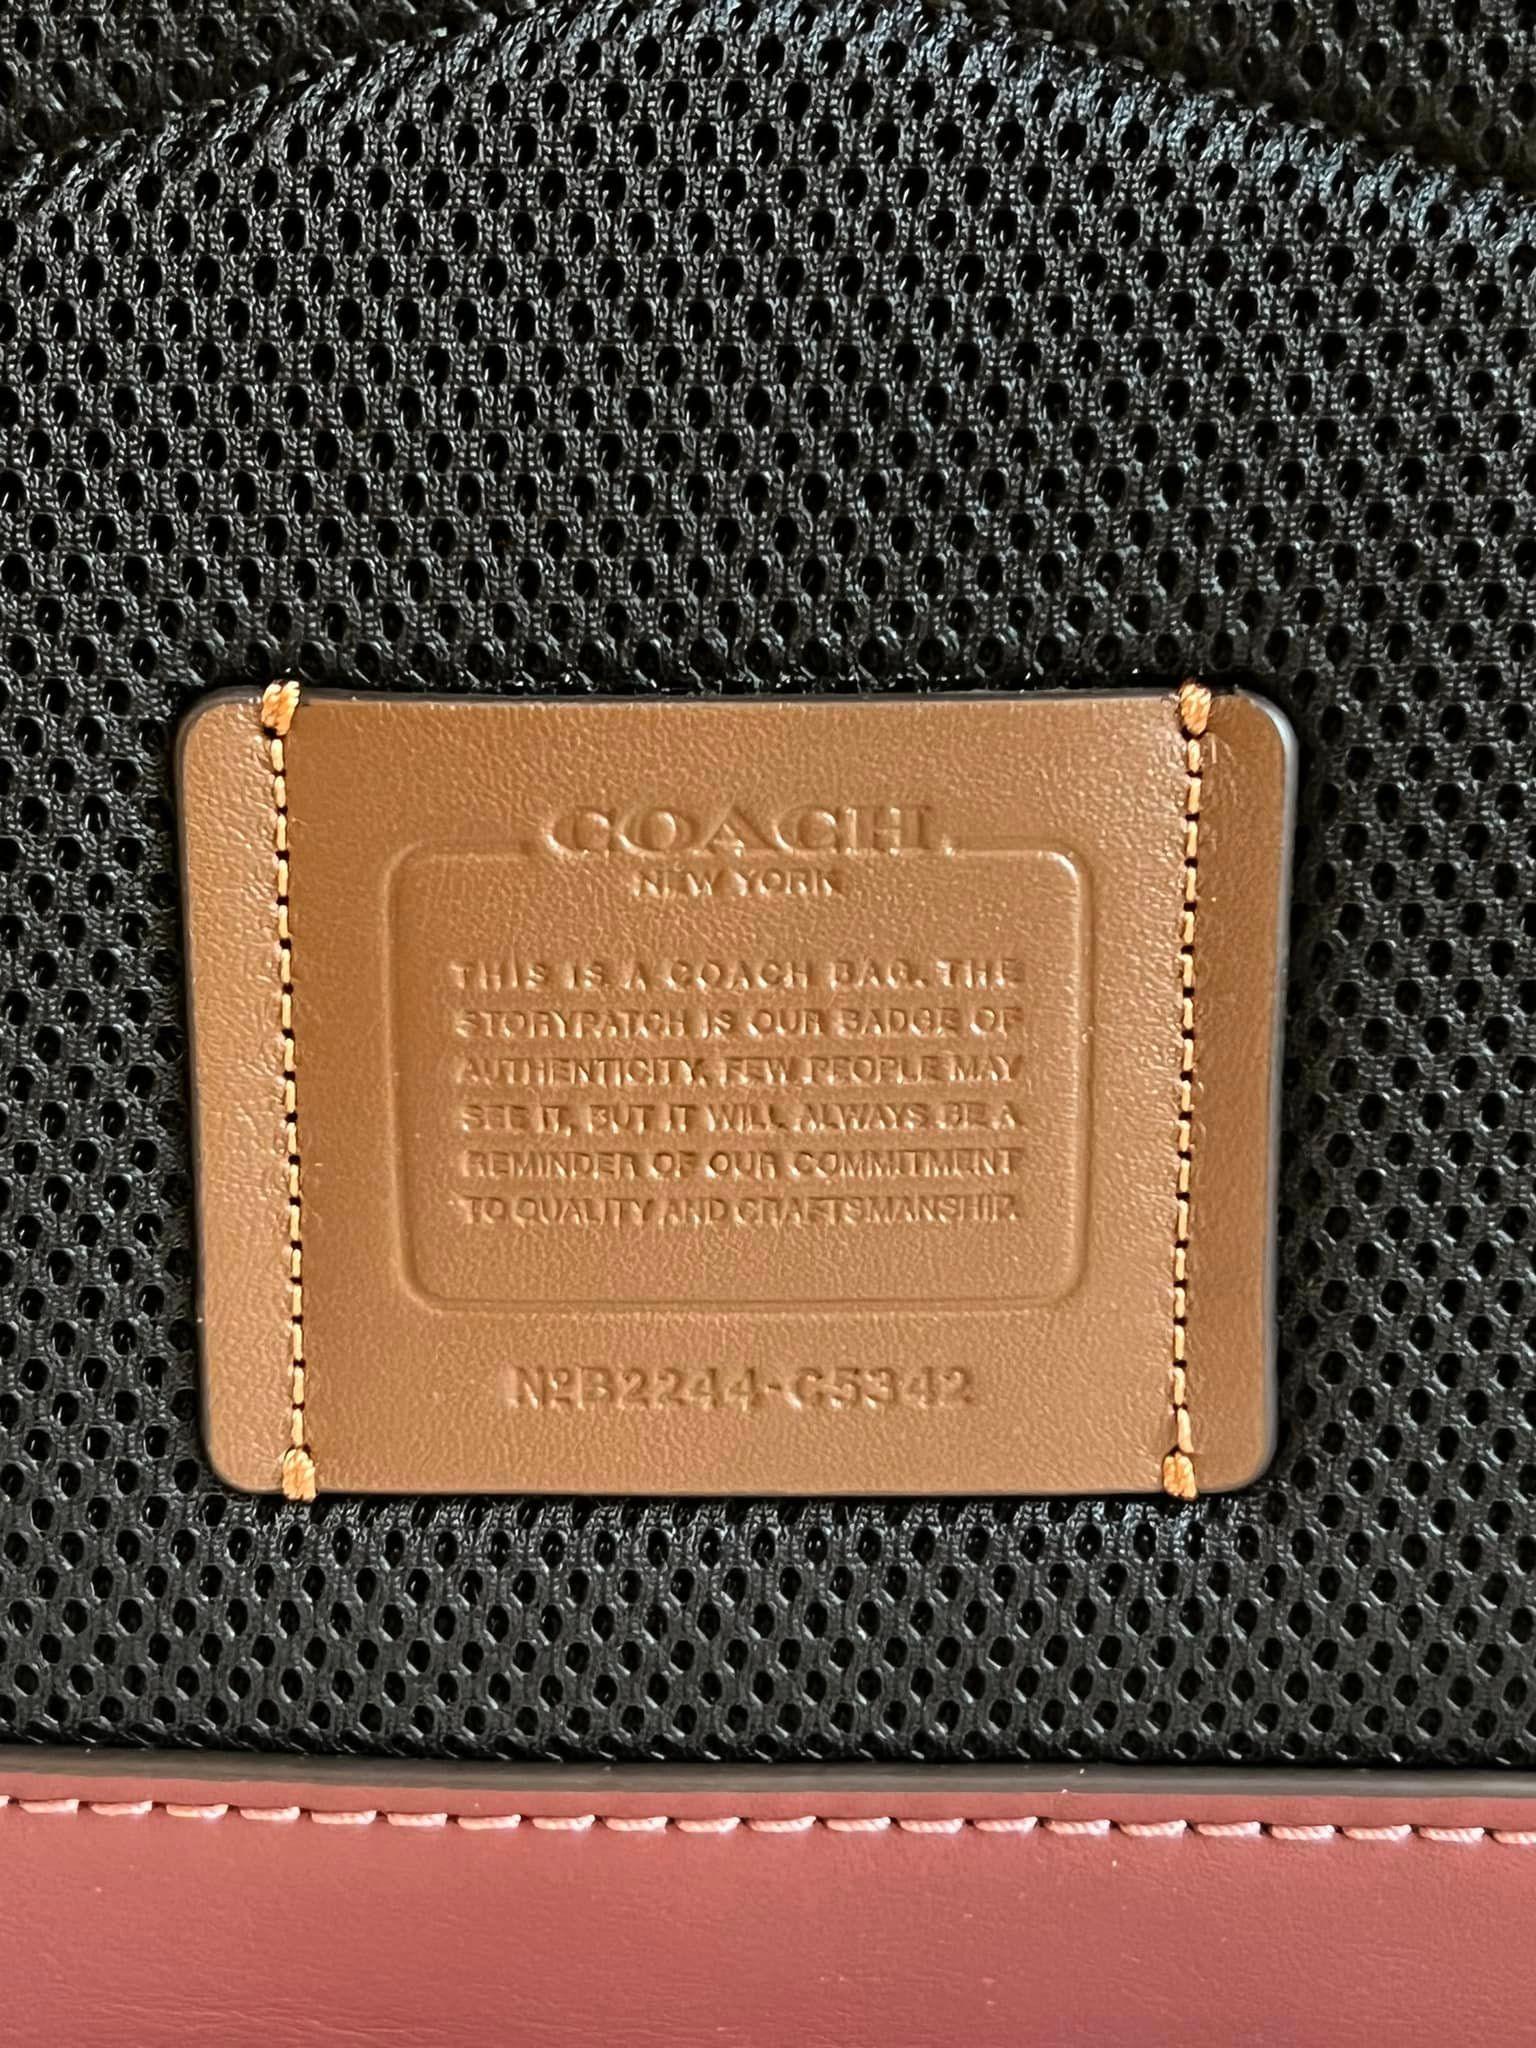 COACH
NEW YORK
THIS IS A COACH BAG. THE
STORYPATCH IS OUR BADGE OF
AUTHENTICITY. FEW PEOPLE MAY
SEE IT, BUT IT WILL ALWAYS BE A
REMINDER OF OUR COMMITMENT
TO QUALITY AND CRAFTSMANSHIP.
NºB2244-C5342